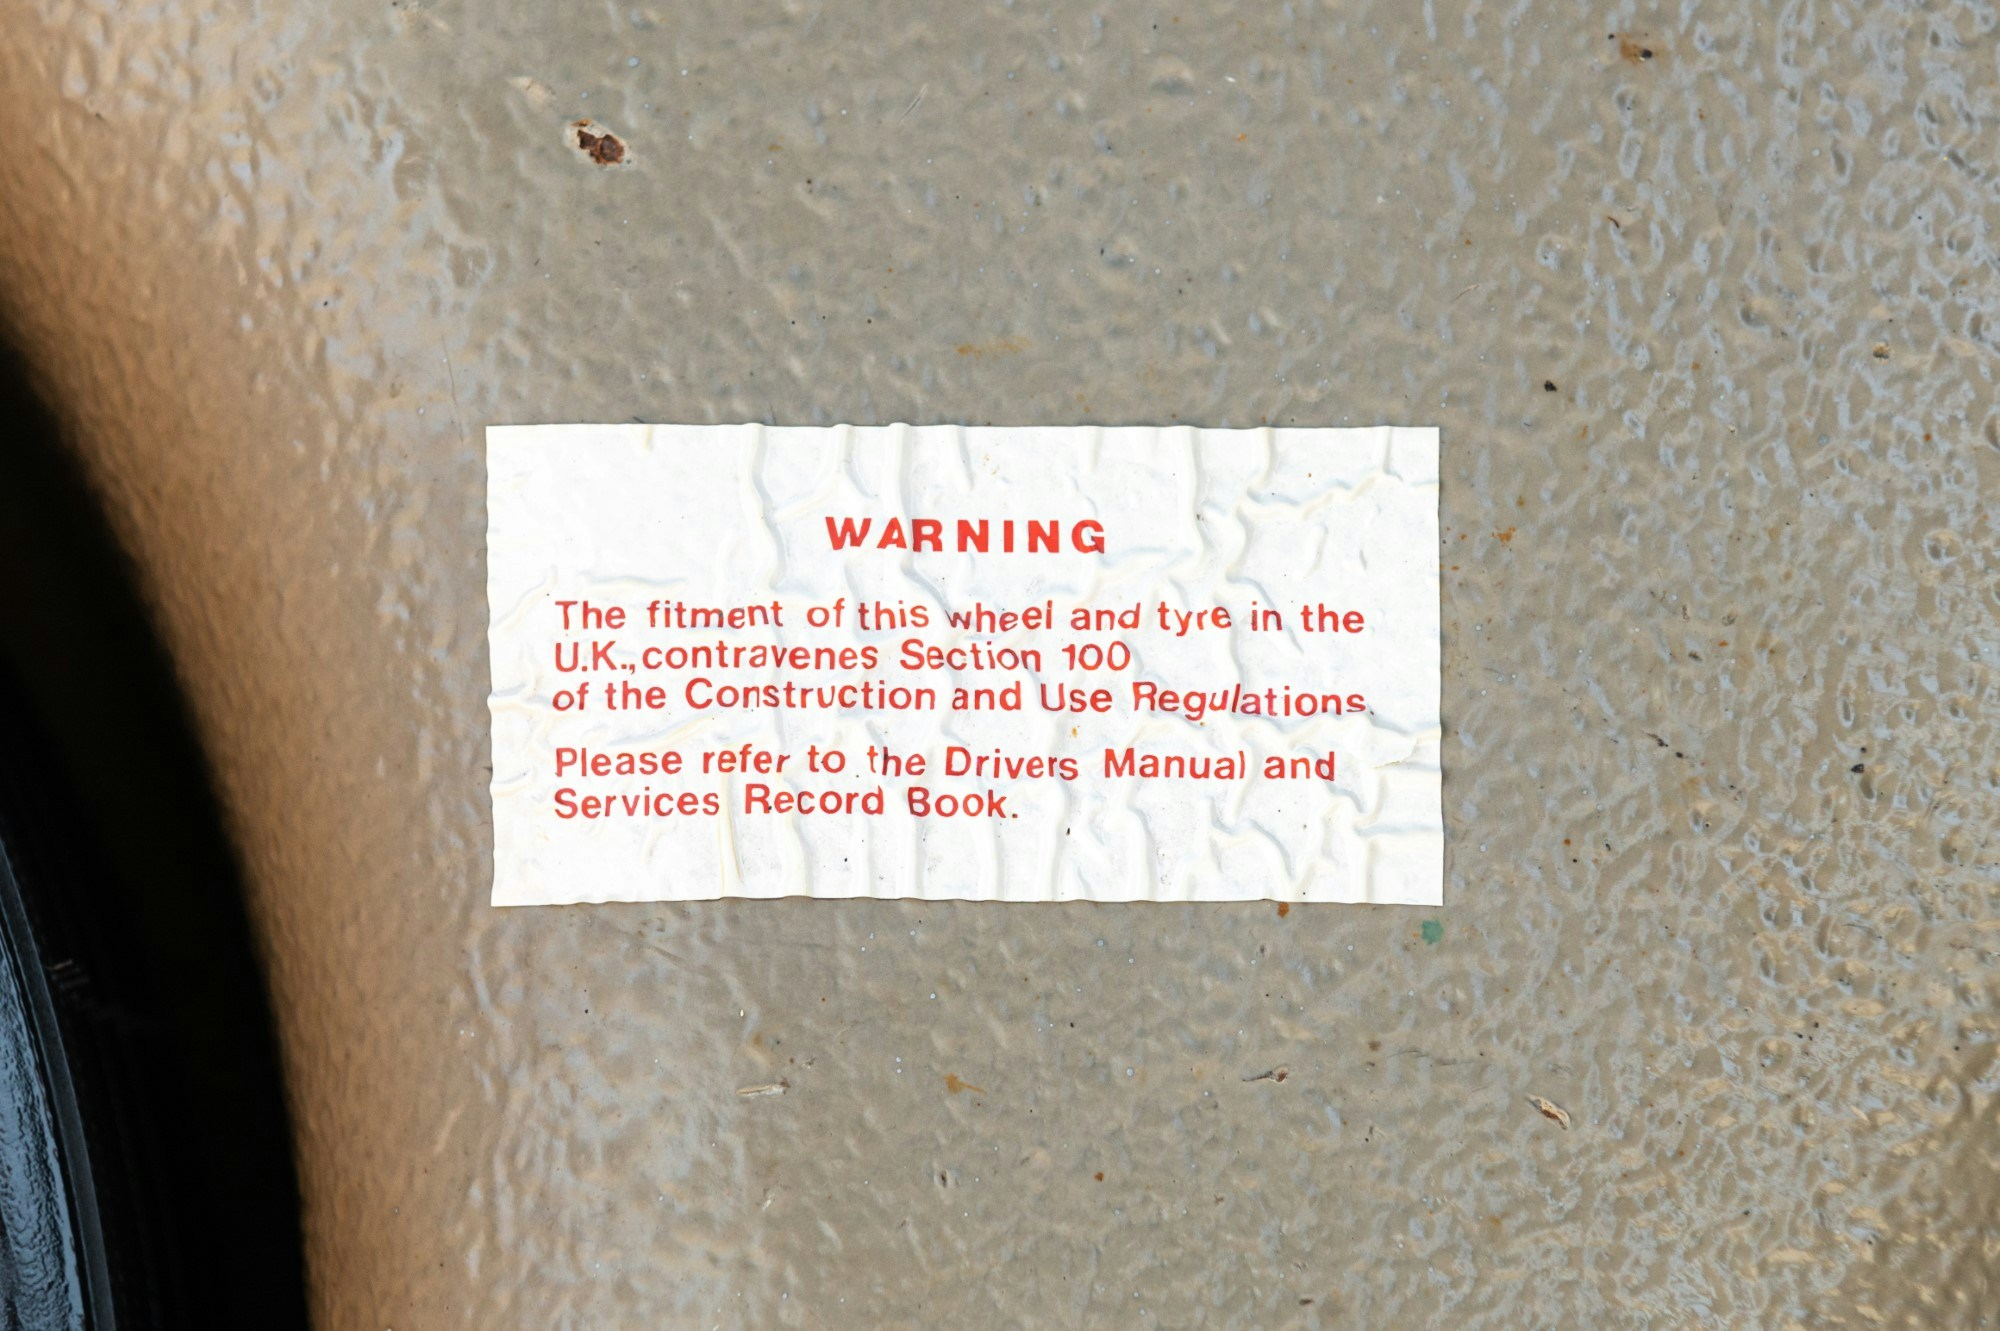 WARNING
The fitment of this wheel and tyre in the
U.K., contravenes Section 100
of the Construction and Use Regulations.
Please refer to the Drivers Manual and
Services Record Book.